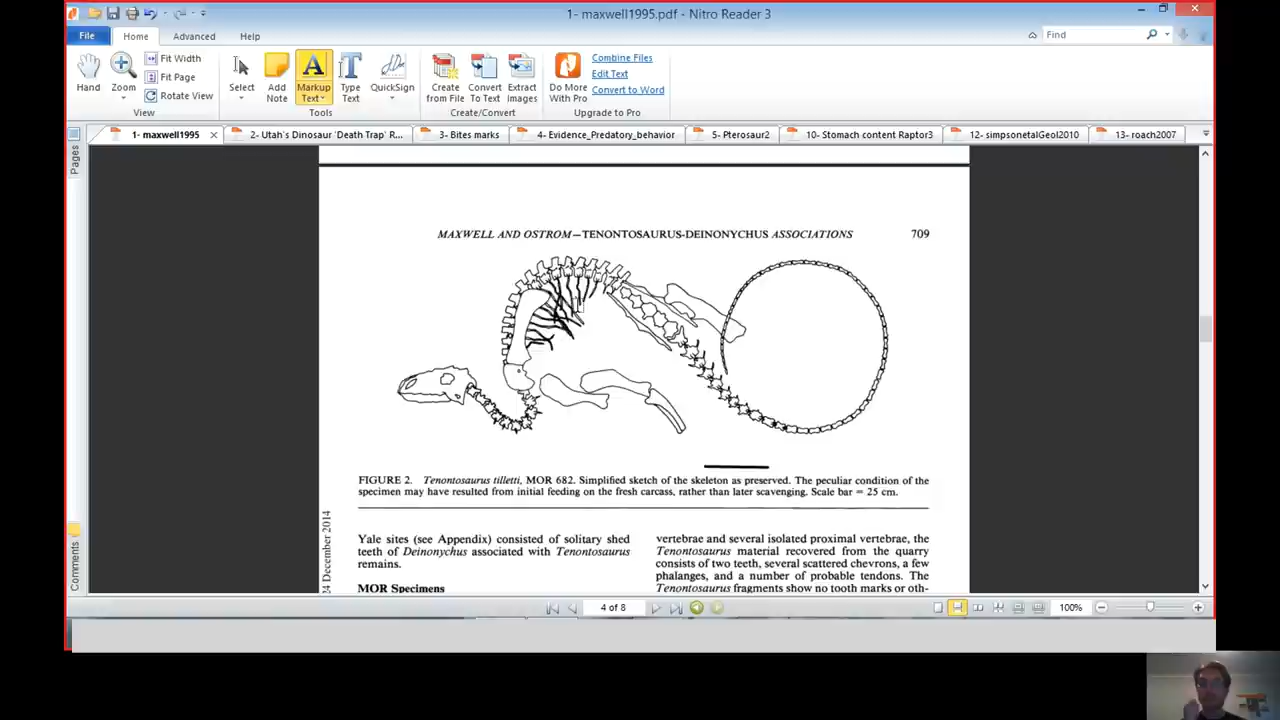 1- maxwell1995.pdf - Nitro Reader 3
File Home Advanced Help Find
Hand
Zoom
Fit Width
Fit Page
Rotate View
View
Select
Add Note
Markup Text
Type Text
QuickSign
Tools
Create from File
Convert To Text
Extract Images
Create/Convert
Do More With Pro
Combine Files
Edit Text
Convert to Word
Upgrade to Pro
1- maxwell1995 2- Utah's Dinosaur 'Death Trap' R... 3- Bites marks 4- Evidence_Predatory_behavior 5- Pterosaur2 10- Stomach content Raptor3 12- simpsonetalGeol2010 13- roach2007
Pages
MAXWELL AND OSTROM—TENONTOSAURUS-DEINONYCHUS ASSOCIATIONS 709
FIGURE 2. Tenontosaurus tilletti, MOR 682. Simplified sketch of the skeleton as preserved. The peculiar condition of the
specimen may have resulted from initial feeding on the fresh carcass, rather than later scavenging. Scale bar = 25 cm.
24 December 2014
Yale sites (see Appendix) consisted of solitary shed
teeth of Deinonychus associated with Tenontosaurus
remains.
MOR Specimens
vertebrae and several isolated proximal vertebrae, the
Tenontosaurus material recovered from the quarry
consists of two teeth, several scattered chevrons, a few
phalanges, and a number of probable tendons. The
Tenontosaurus fragments show no tooth marks or oth-
Comments
4 of 8
100%